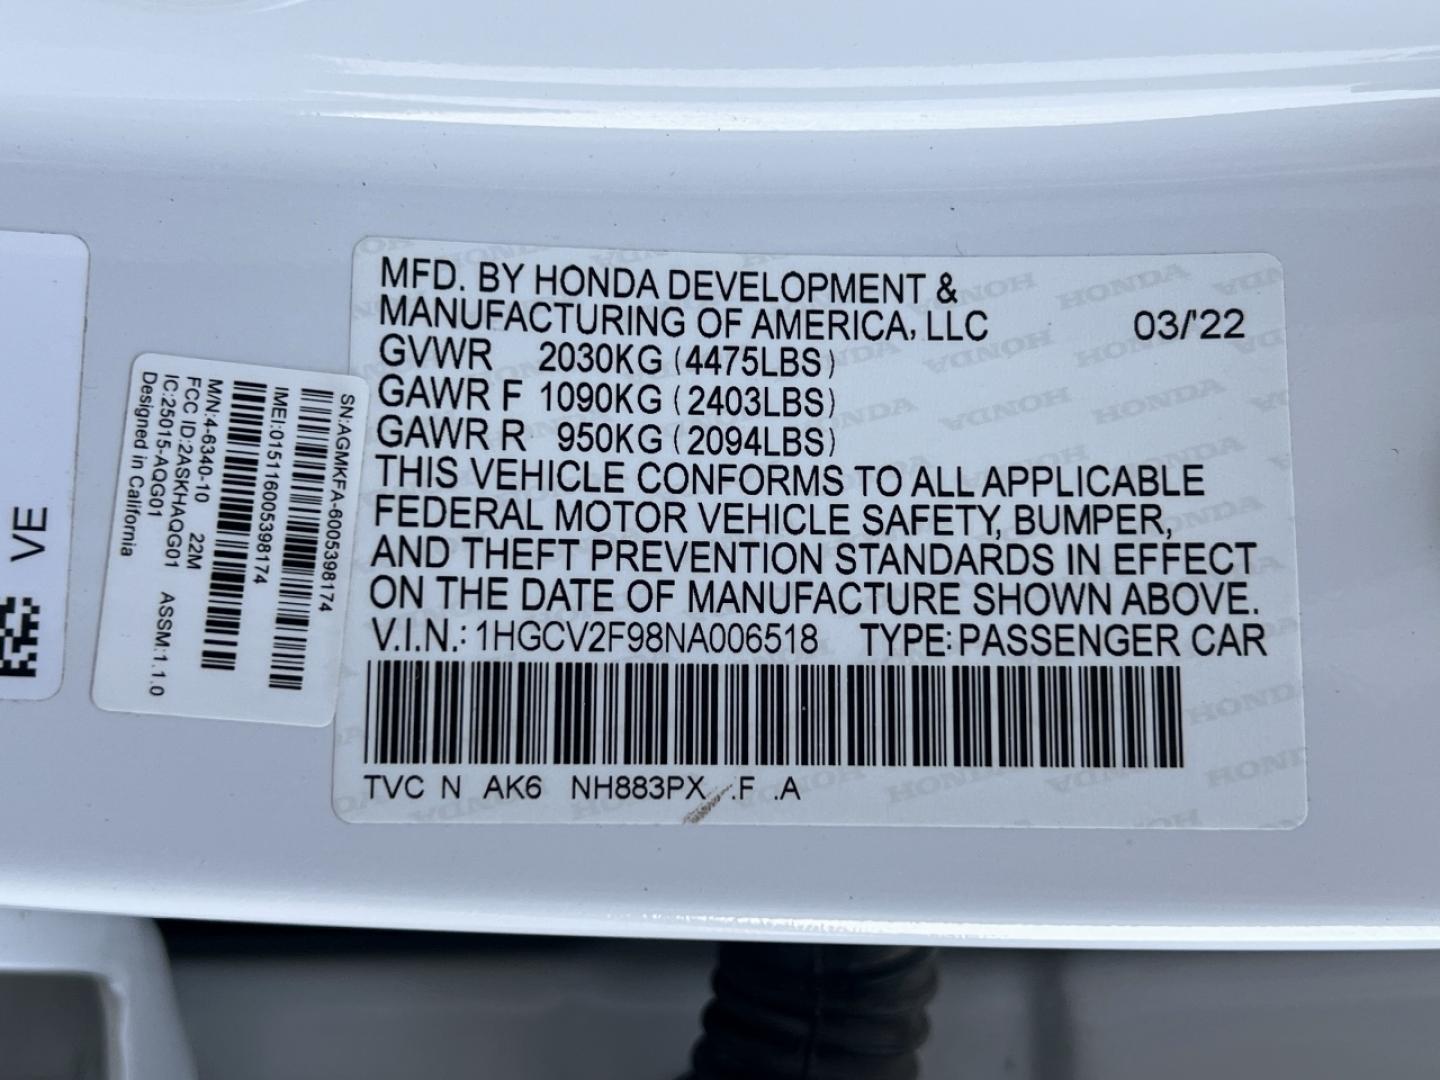 MFD. BY HONDA DEVELOPMENT &
MANUFACTURING OF AMERICA, LLC 03/'22
GVWR 2030KG (4475LBS)
GAWR F 1090KG (2403LBS)
GAWR R 950KG (2094LBS)
THIS VEHICLE CONFORMS TO ALL APPLICABLE
FEDERAL MOTOR VEHICLE SAFETY, BUMPER,
AND THEFT PREVENTION STANDARDS IN EFFECT
ON THE DATE OF MANUFACTURE SHOWN ABOVE.
V.I.N.: 1HGCV2F98NA006518 TYPE: PASSENGER CAR
TVC N AK6 NH883PX .F .A
SN:AGMKFA-6005398174
IMEI:015116005398174
M/N:4-6340-10 22M
FCC ID:2ASKHAQG01 ASSM:1.1.0
IC:25015-AQG01
Designed in California
VE
HONDA